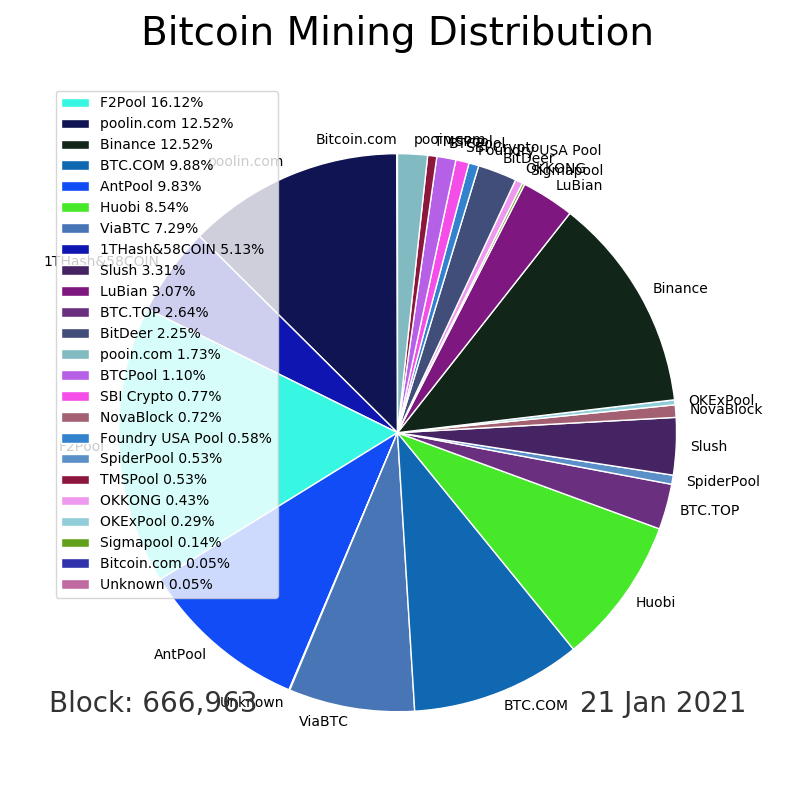 Bitcoin Mining Distribution
F2Pool 16.12%
poolin.com 12.52%
Binance 12.52%
BTC.COM 9.88%
AntPool 9.83%
Huobi 8.54%
ViaBTC 7.29%
1THash&58COIN 5.13%
Slush 3.31%
LuBian 3.07%
BTC.TOP 2.64%
BitDeer 2.25%
pooin.com 1.73%
BTCPool 1.10%
SBI Crypto 0.77%
NovaBlock 0.72%
Foundry USA Pool 0.58%
SpiderPool 0.53%
TMSPool 0.53%
OKKONG 0.43%
OKExPool 0.29%
Sigmapool 0.14%
Bitcoin.com 0.05%
Unknown 0.05%
Bitcoin.com
poolin.com
1THash&58COIN
F2Pool
AntPool
Unknown
ViaBTC
BTC.COM
Huobi
BTC.TOP
SpiderPool
Slush
NovaBlock
OKExPool
Binance
LuBian
Sigmapool
OKKONG
BitDeer
Foundry USA Pool
SBI Crypto
BTCPool
TMSPool
pooin.com
Block: 666,963
21 Jan 2021